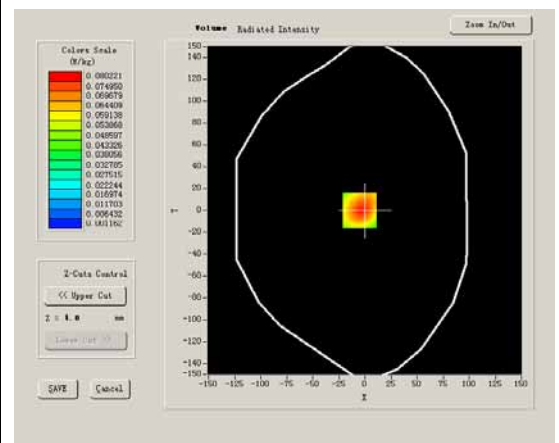 Volume Radiated Intensity
Zoom In/Out
Colors Scale
(W/kg)
0.080221
0.074950
0.069679
0.064409
0.059138
0.053868
0.048597
0.043326
0.038056
0.032785
0.027515
0.022244
0.016974
0.011703
0.006432
0.001162
150
140
120
100
80
60
40
20
0
-20
-40
-60
-80
-100
-120
-140
-150
Y
-150 -125 -100 -75 -50 -25 0 25 50 75 100 125 150
X
Z-Cuts Control
<< Upper Cut
Z = 4.0 mm
Lower Cut >>
SAVE Cancel